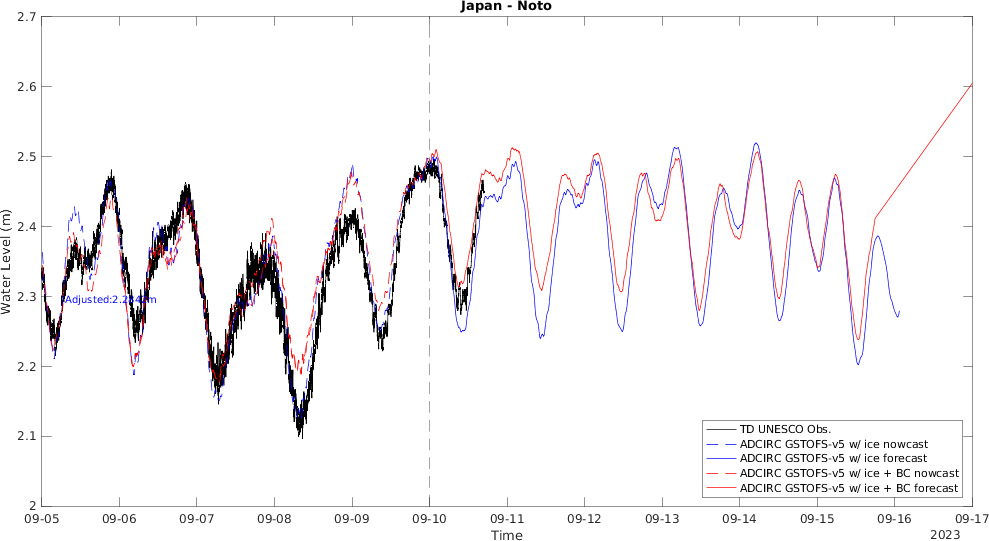 Japan - Noto
2.7
2.6
2.5
2.4
2.3
2.2
2.1
2
Water Level (m)
Adjusted:2.2342m
09-05
09-06
09-07
09-08
09-09
09-10
09-11
09-12
09-13
09-14
09-15
09-16
09-17
Time
2023
TD UNESCO Obs.
ADCIRC GSTOFS-v5 w/ ice nowcast
ADCIRC GSTOFS-v5 w/ ice forecast
ADCIRC GSTOFS-v5 w/ ice + BC nowcast
ADCIRC GSTOFS-v5 w/ ice + BC forecast